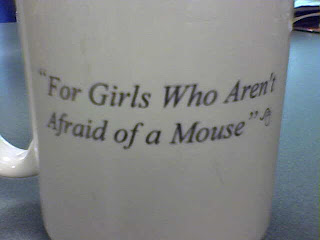 “For Girls Who Aren't
Afraid of a Mouse”